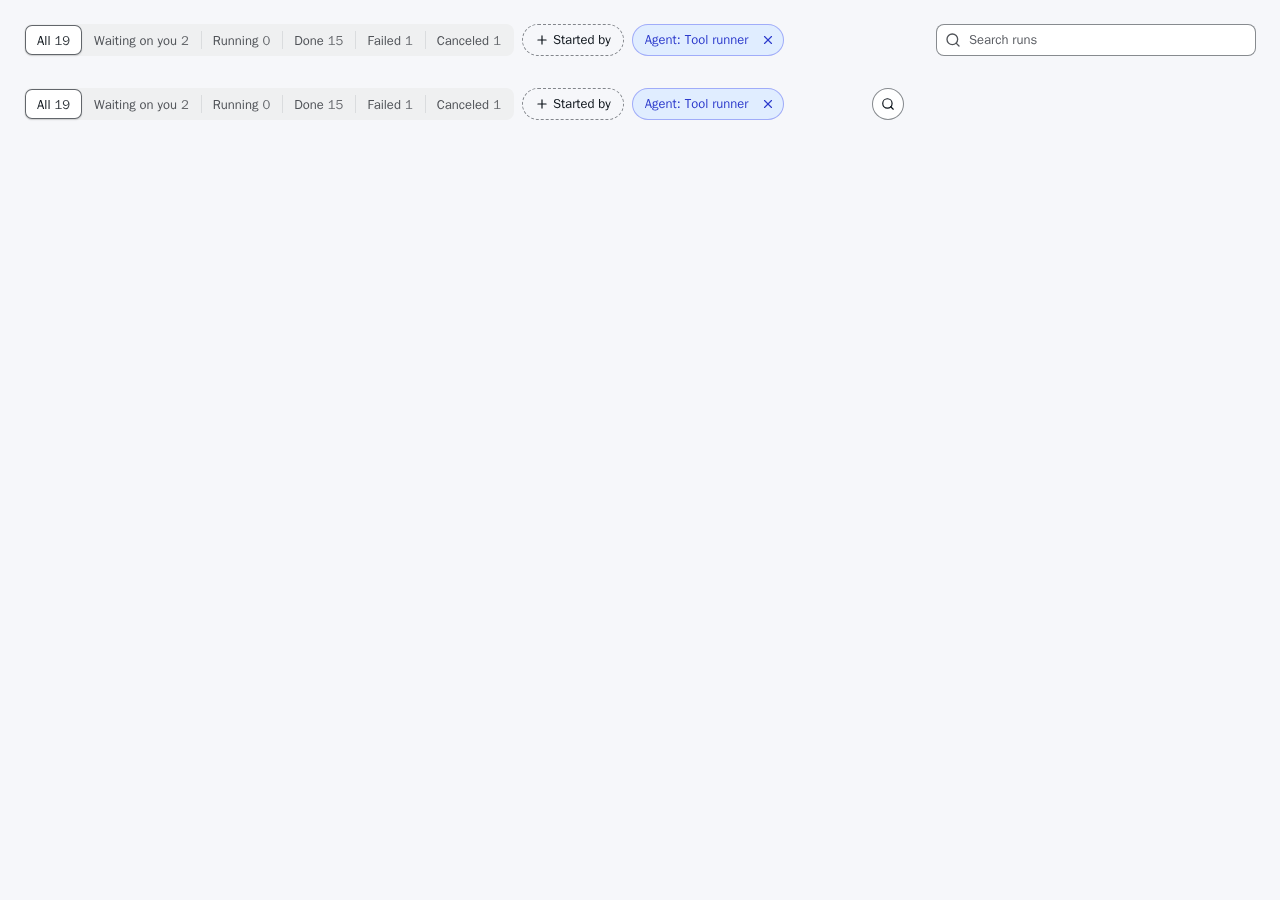 All 19 Waiting on you 2 Running 0 Done 15 Failed 1 Canceled 1 Started by Agent: Tool runner Search runs
All 19 Waiting on you 2 Running 0 Done 15 Failed 1 Canceled 1 Started by Agent: Tool runner